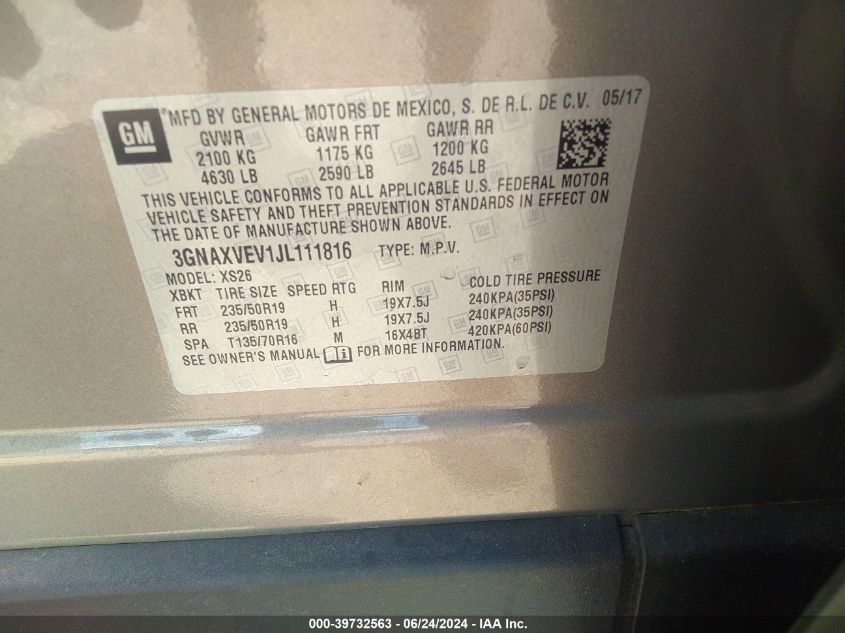 GM
*MFD BY GENERAL MOTORS DE MEXICO, S. DE R.L. DE C.V. 05/17
GVWR GAWR FRT GAWR RR
2100 KG 1175 KG 1200 KG
4630 LB 2590 LB 2645 LB
THIS VEHICLE CONFORMS TO ALL APPLICABLE U.S. FEDERAL MOTOR
VEHICLE SAFETY AND THEFT PREVENTION STANDARDS IN EFFECT ON
THE DATE OF MANUFACTURE SHOWN ABOVE.
3GNAXVEV1JL111816 TYPE: M.P.V.
MODEL: XS26
XBKT TIRE SIZE SPEED RTG RIM COLD TIRE PRESSURE
FRT 235/50R19 H 19X7.5J 240KPA(35PSI)
RR 235/50R19 H 19X7.5J 240KPA(35PSI)
SPA T135/70R16 M 16X4BT 420KPA(60PSI)
SEE OWNER'S MANUAL FOR MORE INFORMATION.
000-39732563 - 06/24/2024 - IAA Inc.